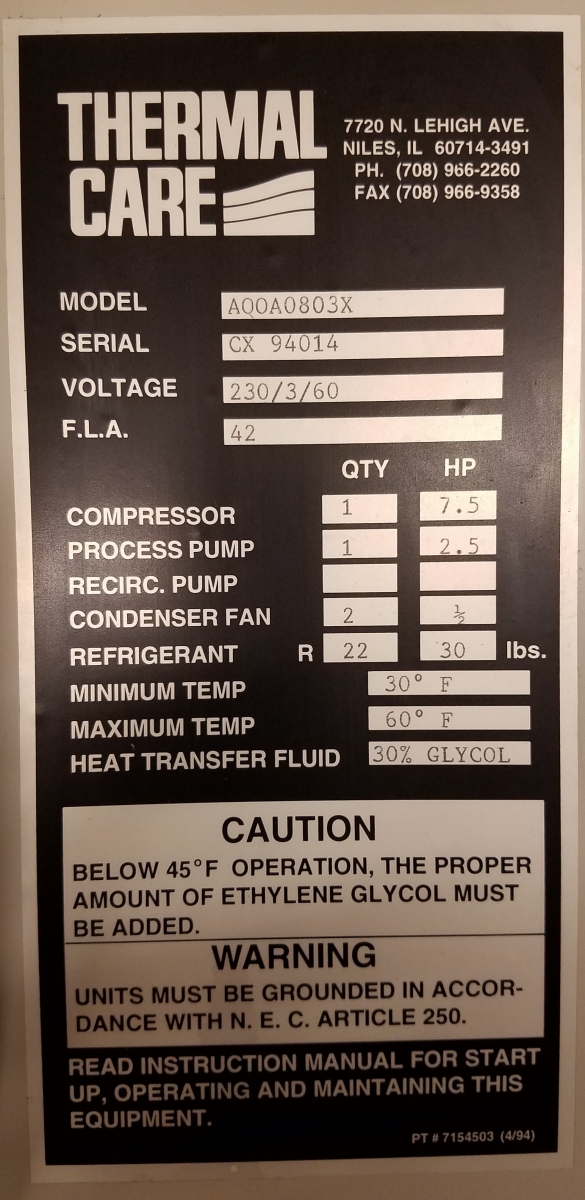 THERMAL
CARE
7720 N. LEHIGH AVE.
NILES, IL 60714-3491
PH. (708) 966-2260
FAX (708) 966-9358
MODEL AQOA0803X
SERIAL CX 94014
VOLTAGE 230/3/60
F.L.A. 42
QTY HP
COMPRESSOR 1 7.5
PROCESS PUMP 1 2.5
RECIRC. PUMP
CONDENSER FAN 2 ½
REFRIGERANT R 22 30 lbs.
MINIMUM TEMP 30° F
MAXIMUM TEMP 60° F
HEAT TRANSFER FLUID 30% GLYCOL
CAUTION
BELOW 45°F OPERATION, THE PROPER
AMOUNT OF ETHYLENE GLYCOL MUST
BE ADDED.
WARNING
UNITS MUST BE GROUNDED IN ACCOR-
DANCE WITH N. E. C. ARTICLE 250.
READ INSTRUCTION MANUAL FOR START
UP, OPERATING AND MAINTAINING THIS
EQUIPMENT.
PT # 7154503 (4/94)